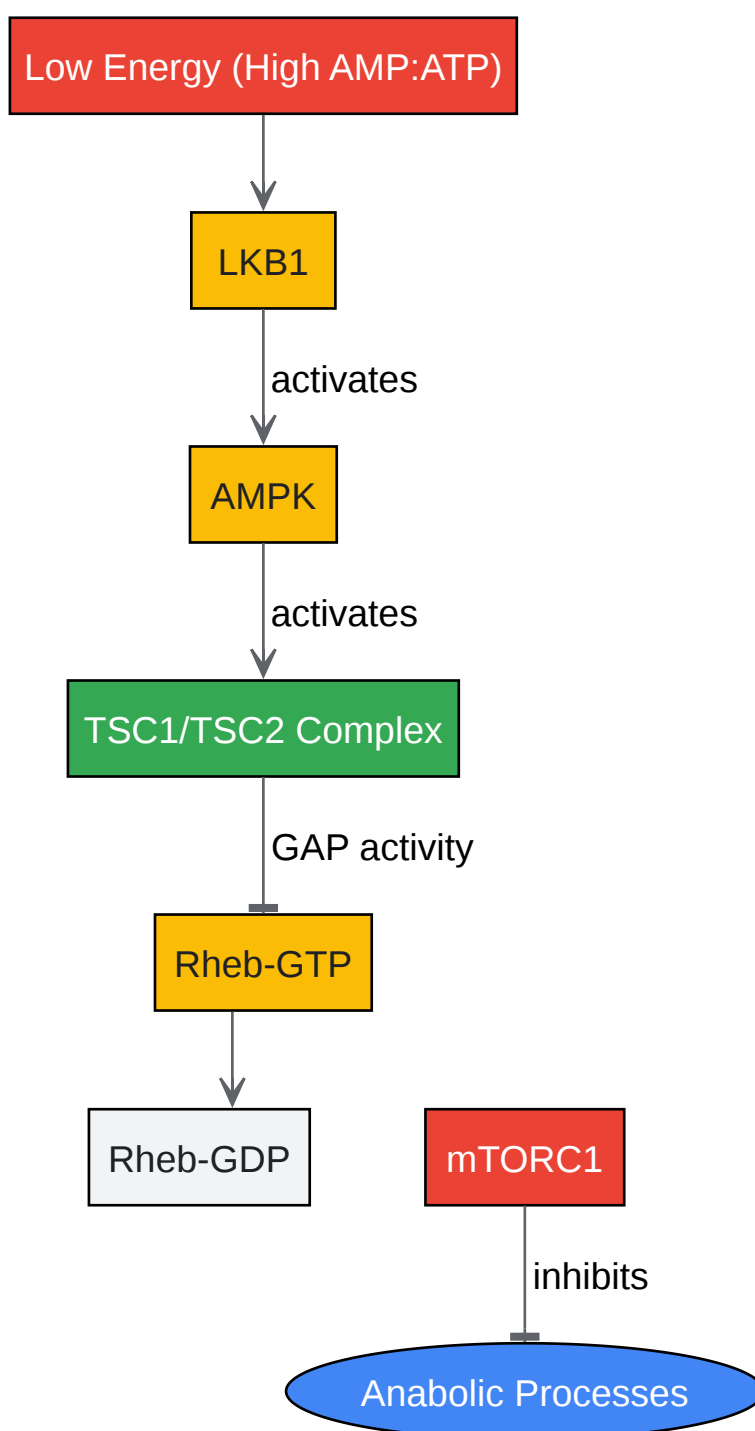 Low Energy (High AMP:ATP)
LKB1
activates
AMPK
activates
TSC1/TSC2 Complex
GAP activity
Rheb-GTP
Rheb-GDP
mTORC1
inhibits
Anabolic Processes